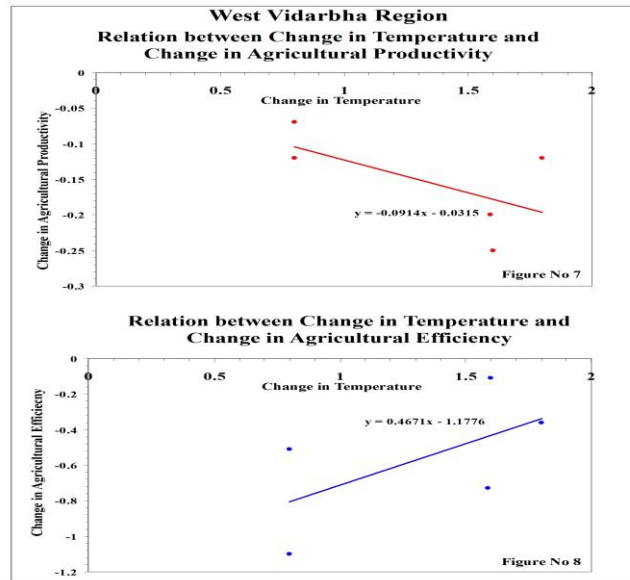 West Vidarbha Region
Relation between Change in Temperature and
Change in Agricultural Productivity
0
0
0.5
1
1.5
2
Change in Temperature
-0.05
-0.1
-0.15
-0.2
-0.25
-0.3
Change in Agricultural Productivity
y = -0.0914x - 0.0315
Figure No 7
Relation between Change in Temperature and
Change in Agricultural Efficiency
0
0
0.5
1
1.5
2
Change in Temperature
-0.2
-0.4
-0.6
-0.8
-1
-1.2
Change in Agricultural Efficiecny
y = 0.4671x - 1.1776
Figure No 8